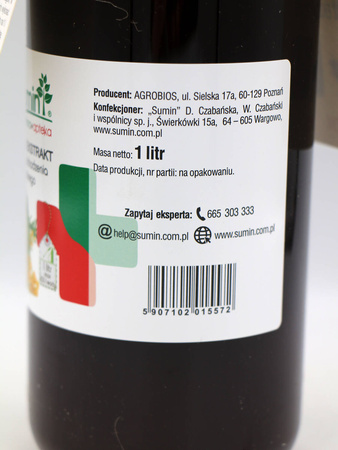 Producent: AGROBIOS, ul. Sielska 17a, 60-129 Poznań
Konfekcjoner: „Sumin” D. Czabańska, W. Czabański
i wspólnicy sp. j., Świerkówki 15a, 64 – 605 Wargowo,
www.sumin.com.pl
Masa netto: 1 litr
Data produkcji, nr partii: na opakowaniu.
Zapytaj eksperta: 665 303 333
@help@sumin.com.pl www.sumin.com.pl
5 907102 015572